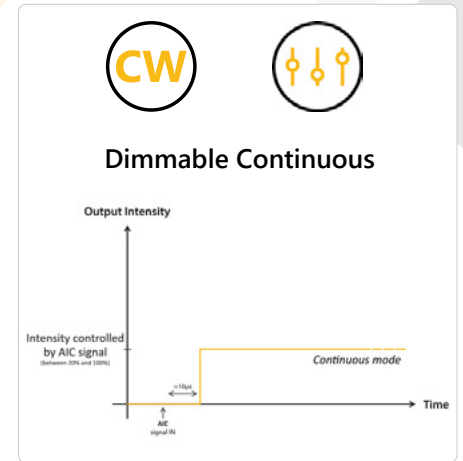 CW
Dimmable Continuous
Output Intensity
Intensity controlled
by AIC signal
(between 20% and 100%)
Continuous mode
≈10µs
Time
AIC
signal IN